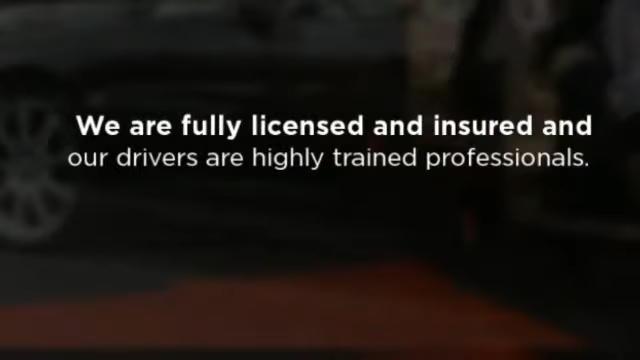 We are fully licensed and insured and
our drivers are highly trained professionals.